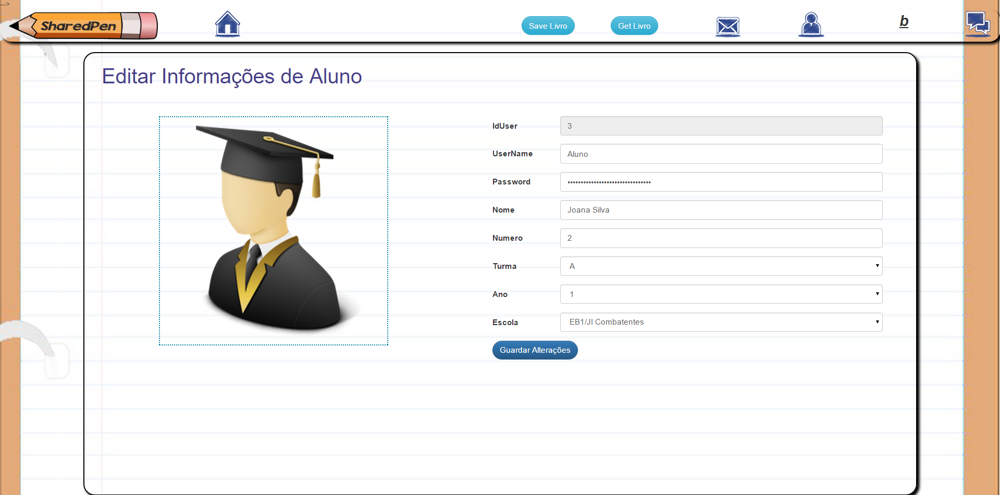 -->
SharedPen
Save Livro
Get Livro
b
Editar Informações de Aluno
IdUser 3
UserName Aluno
Password ••••••••••••••••••••••••••••••••
Nome Joana Silva
Numero 2
Turma A
Ano 1
Escola EB1/JI Combatentes
Guardar Alterações